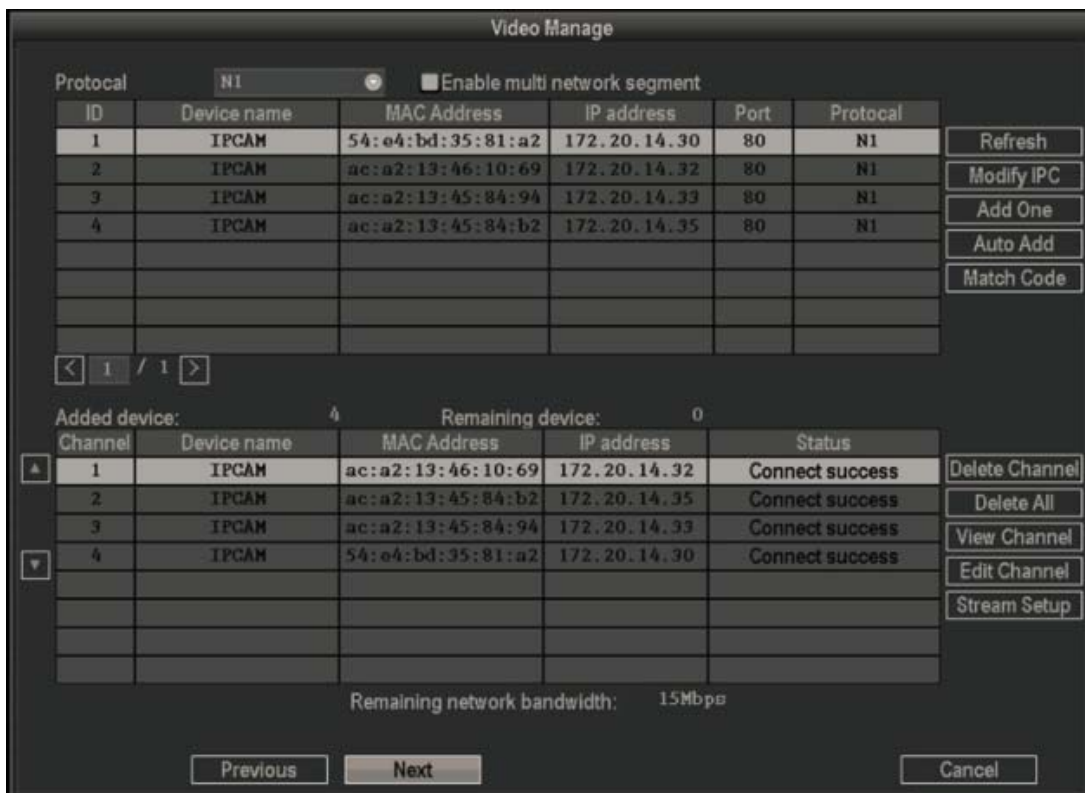 Video Manage
Protocal N1 Enable multi network segment
ID Device name MAC Address IP address Port Protocal
1 IPCAM 54:e4:bd:35:81:a2 172.20.14.30 80 N1 Refresh
2 IPCAM ac:a2:13:46:10:69 172.20.14.32 80 N1 Modify IPC
3 IPCAM ac:a2:13:45:84:94 172.20.14.33 80 N1 Add One
4 IPCAM ac:a2:13:45:84:b2 172.20.14.35 80 N1 Auto Add
Match Code
< 1 / 1 >
Added device: 4 Remaining device: 0
Channel Device name MAC Address IP address Status
1 IPCAM ac:a2:13:46:10:69 172.20.14.32 Connect success Delete Channel
2 IPCAM ac:a2:13:45:84:b2 172.20.14.35 Connect success Delete All
3 IPCAM ac:a2:13:45:84:94 172.20.14.33 Connect success View Channel
4 IPCAM 54:e4:bd:35:81:a2 172.20.14.30 Connect success Edit Channel
Stream Setup
Remaining network bandwidth: 15Mbps
Previous Next Cancel